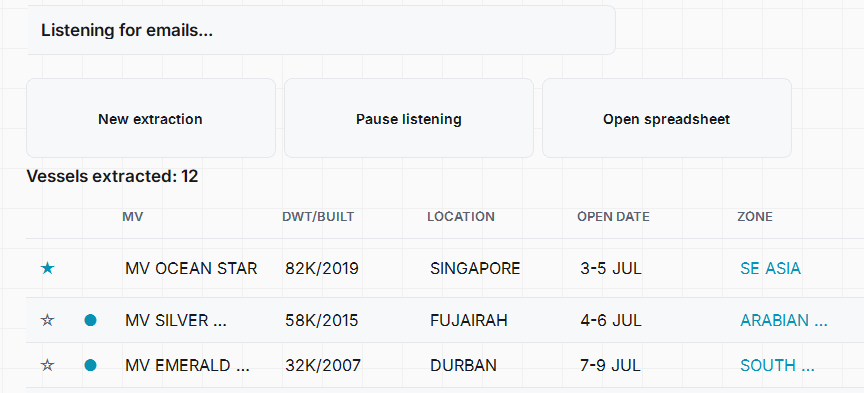 Listening for emails...
New extraction Pause listening Open spreadsheet
Vessels extracted: 12
MV DWT/BUILT LOCATION OPEN DATE ZONE
MV OCEAN STAR 82K/2019 SINGAPORE 3-5 JUL SE ASIA
MV SILVER ... 58K/2015 FUJAIRAH 4-6 JUL ARABIAN ...
MV EMERALD ... 32K/2007 DURBAN 7-9 JUL SOUTH ...